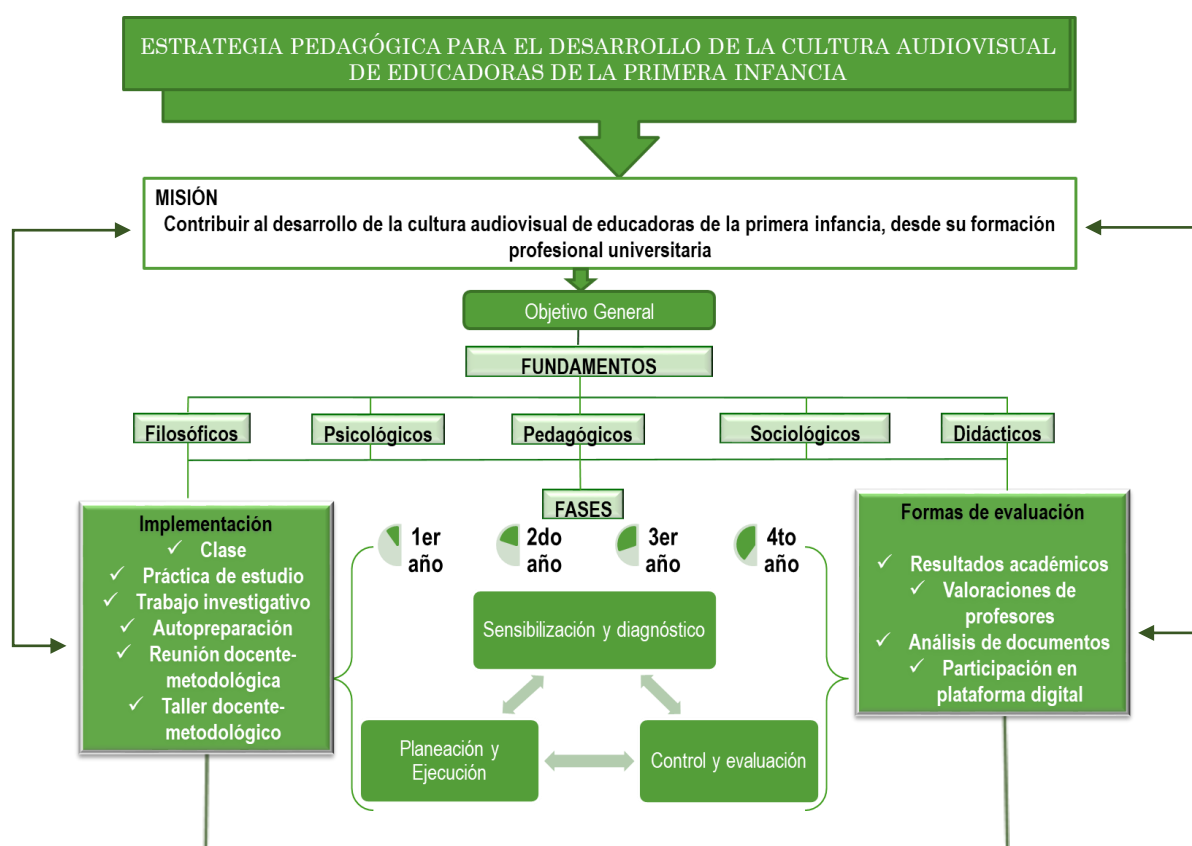 ESTRATEGIA PEDAGÓGICA PARA EL DESARROLLO DE LA CULTURA AUDIOVISUAL
DE EDUCADORAS DE LA PRIMERA INFANCIA
MISIÓN
Contribuir al desarrollo de la cultura audiovisual de educadoras de la primera infancia, desde su formación
profesional universitaria
Objetivo General
FUNDAMENTOS
Filosóficos
Psicológicos
Pedagógicos
Sociológicos
Didácticos
Implementación
✓ Clase
✓ Práctica de estudio
✓ Trabajo investigativo
✓ Autopreparación
✓ Reunión docente-
metodológica
✓ Taller docente-
metodológico
FASES
1er
año
2do
año
3er
año
4to
año
Sensibilización y diagnóstico
Planeación y
Ejecución
Control y evaluación
Formas de evaluación
✓ Resultados académicos
✓ Valoraciones de
profesores
✓ Análisis de documentos
✓ Participación en
plataforma digital